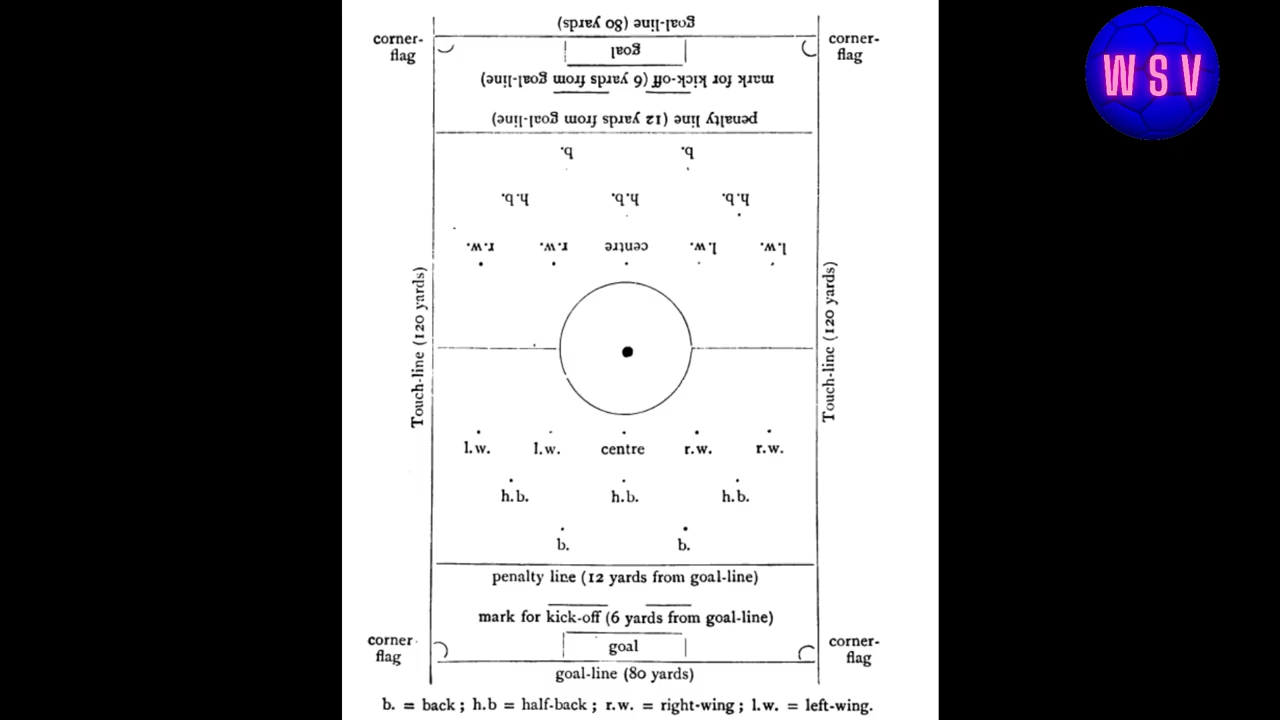 goal-line (80 yards)
corner-
flag
goal
corner-
flag
WSV
mark for kick-off (6 yards from goal-line)
penalty line (12 yards from goal-line)
b. b.
h.b. h.b. h.b.
r.w. r.w. centre l.w. l.w.
Touch-line (120 yards)
Touch-line (120 yards)
l.w. l.w. centre r.w. r.w.
h.b. h.b. h.b.
b. b.
penalty line (12 yards from goal-line)
mark for kick-off (6 yards from goal-line)
corner
flag
goal
corner-
flag
goal-line (80 yards)
b. = back ; h.b = half-back ; r.w. = right-wing ; l.w. = left-wing.